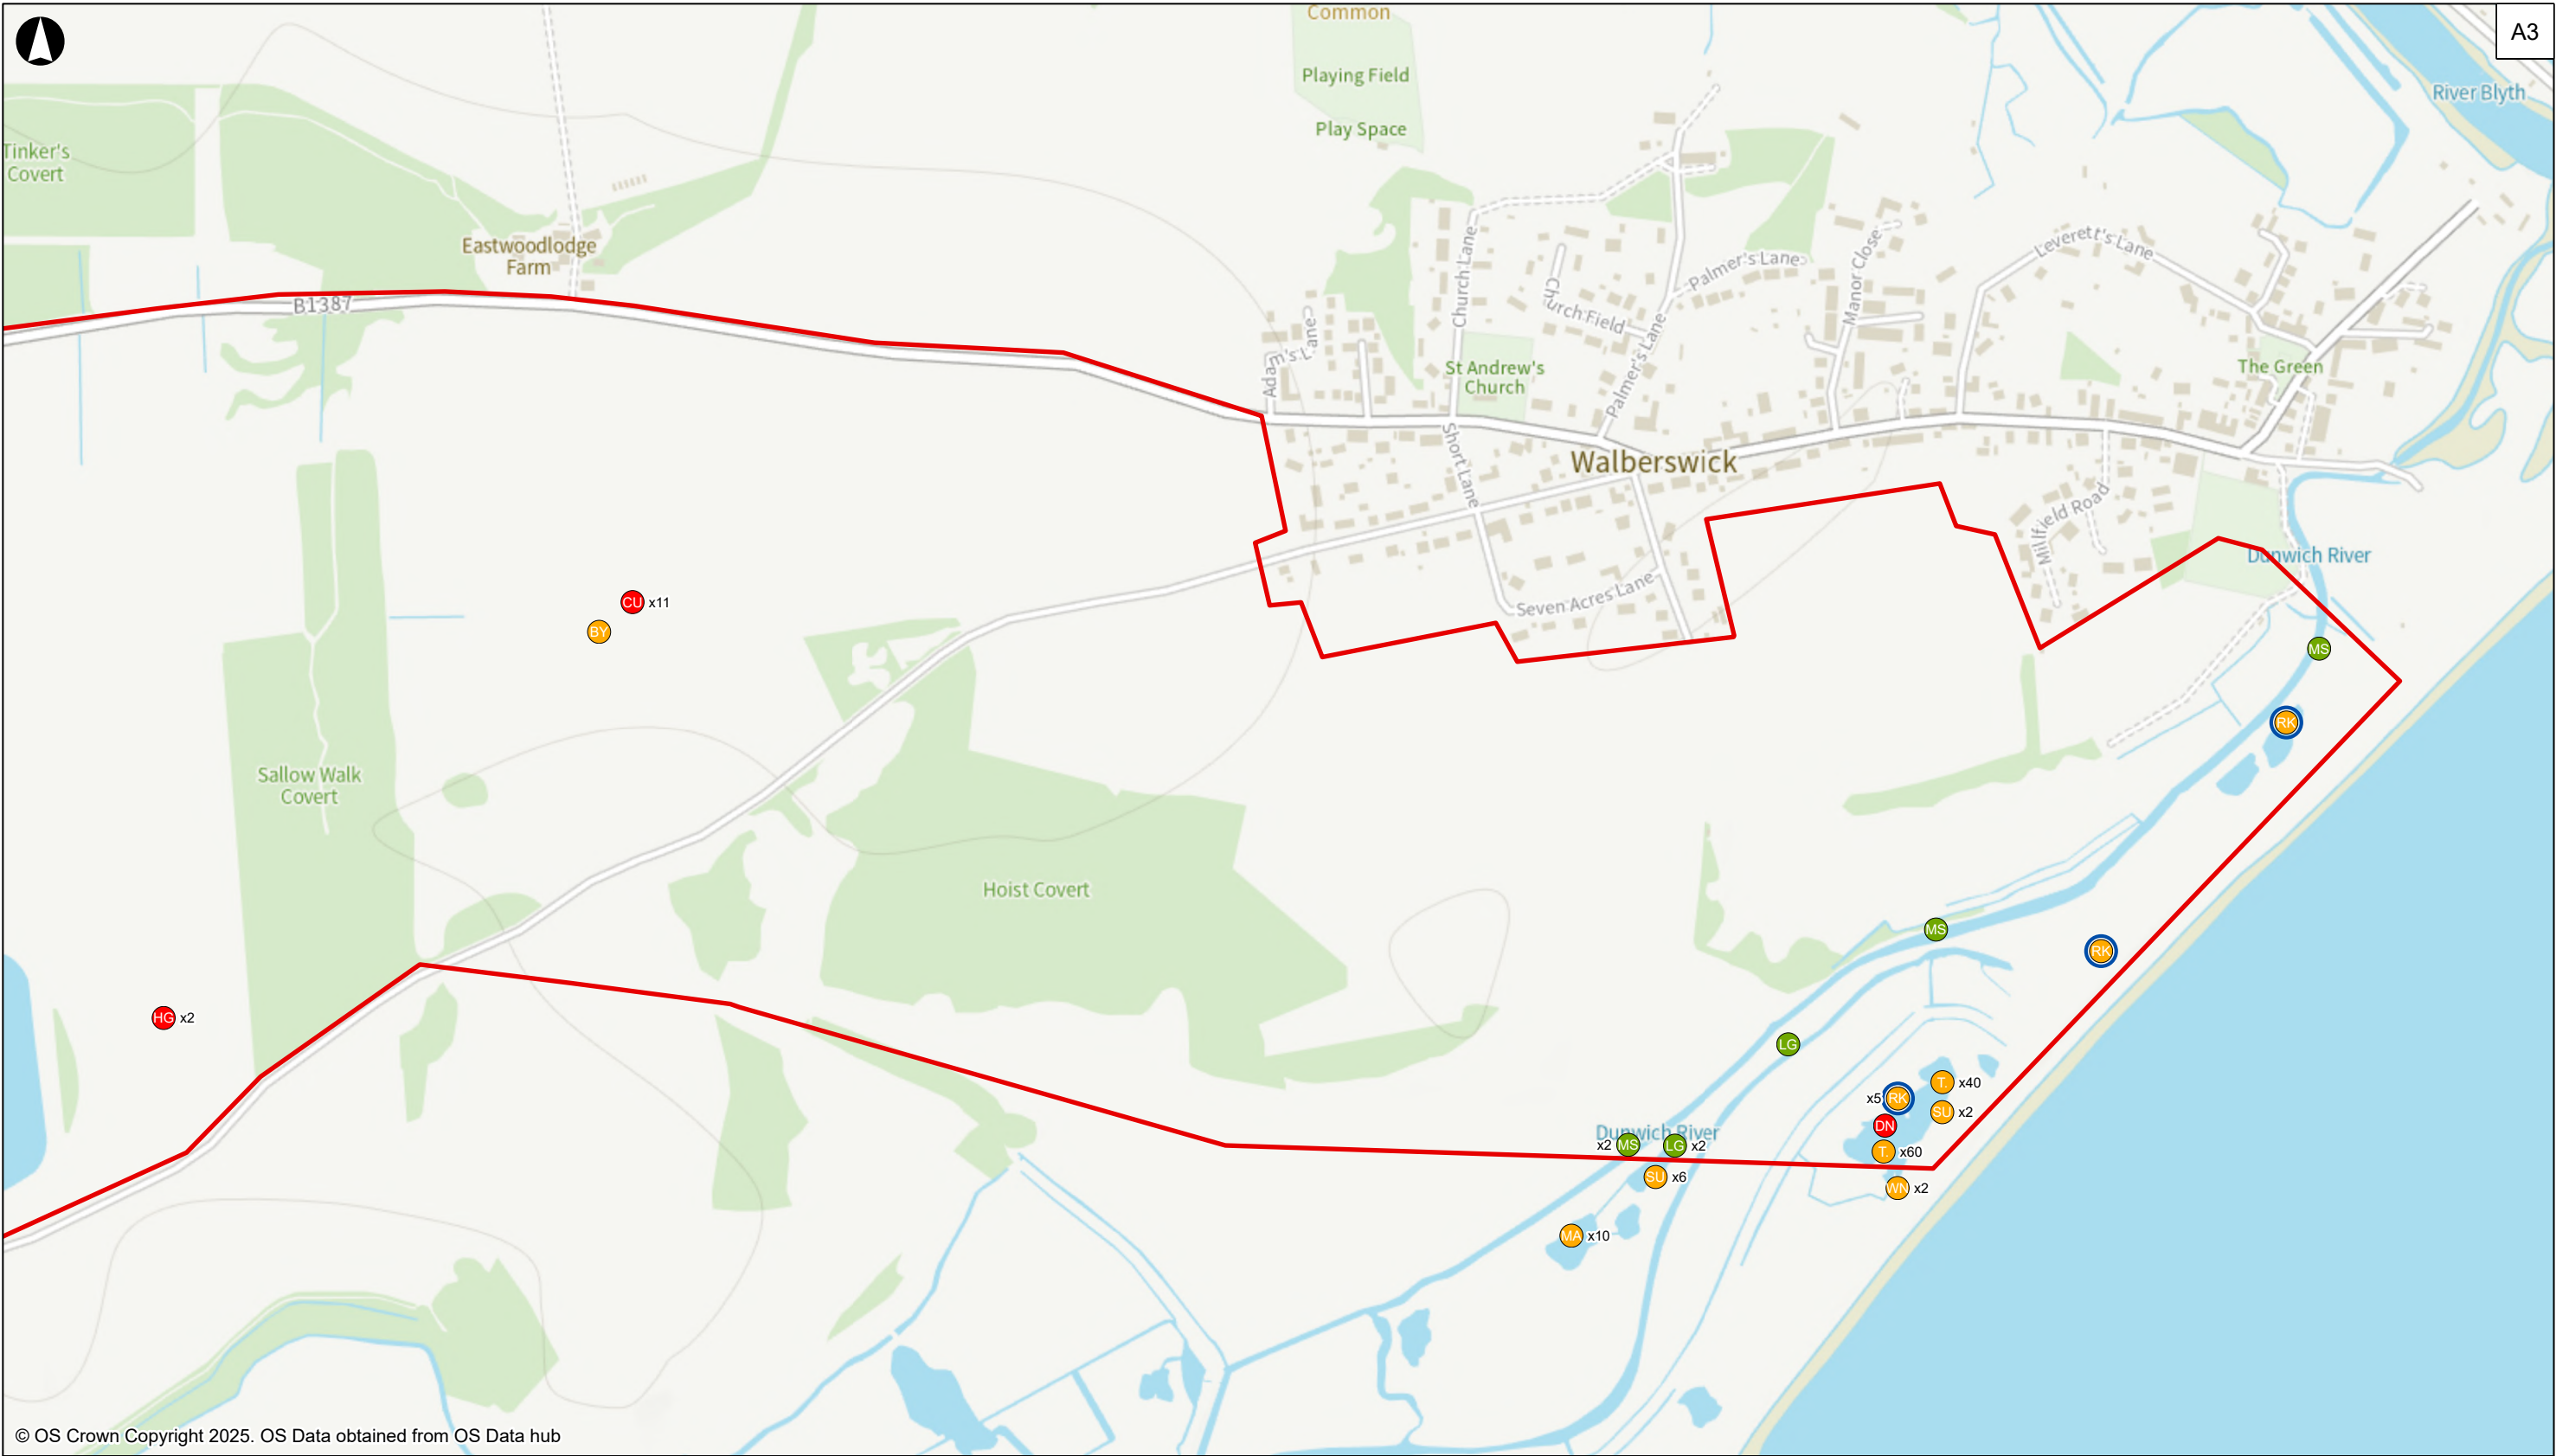 A3
Common
Playing Field
Play Space
River Blyth
Tinker's
Covert
Eastwoodlodge
Farm
B1387
Church Lane
Church Field
Palmer's Lane
Palmer's Lane
Manor Close
Leverett's Lane
Adam's Lane
St Andrew's
Church
The Green
Short Lane
Walberswick
Millfield Road
Dunwich River
Seven Acres Lane
CU x11
BY
MS
RK
Sallow Walk
Covert
Hoist Covert
MS
RK
HG x2
LG
T. x40
x5 RK
SU x2
DN
Dunwich River
x2 MS
LG x2
T. x60
SU x6
WN x2
MA x10
© OS Crown Copyright 2025. OS Data obtained from OS Data hub